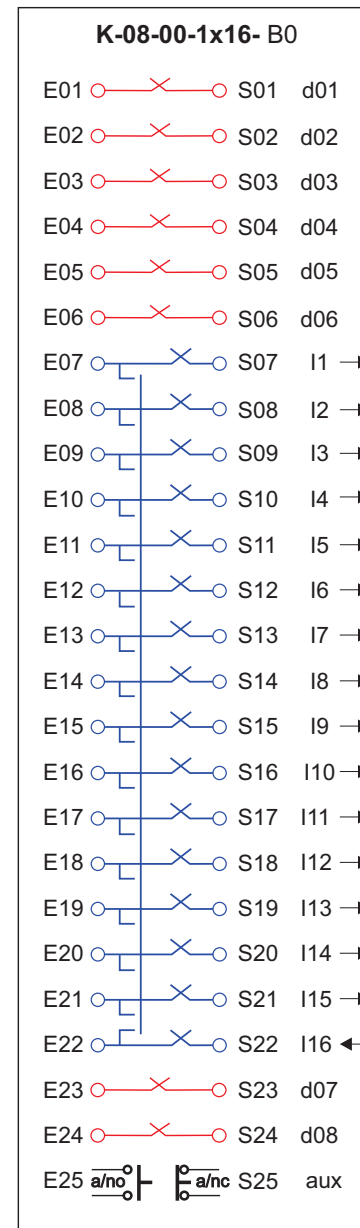 K-08-00-1x16- B0
E01 S01 d01
E02 S02 d02
E03 S03 d03
E04 S04 d04
E05 S05 d05
E06 S06 d06
E07 S07 I1
E08 S08 I2
E09 S09 I3
E10 S10 I4
E11 S11 I5
E12 S12 I6
E13 S13 I7
E14 S14 I8
E15 S15 I9
E16 S16 I10
E17 S17 I11
E18 S18 I12
E19 S19 I13
E20 S20 I14
E21 S21 I15
E22 S22 I16
E23 S23 d07
E24 S24 d08
E25 a/no a/nc S25 aux